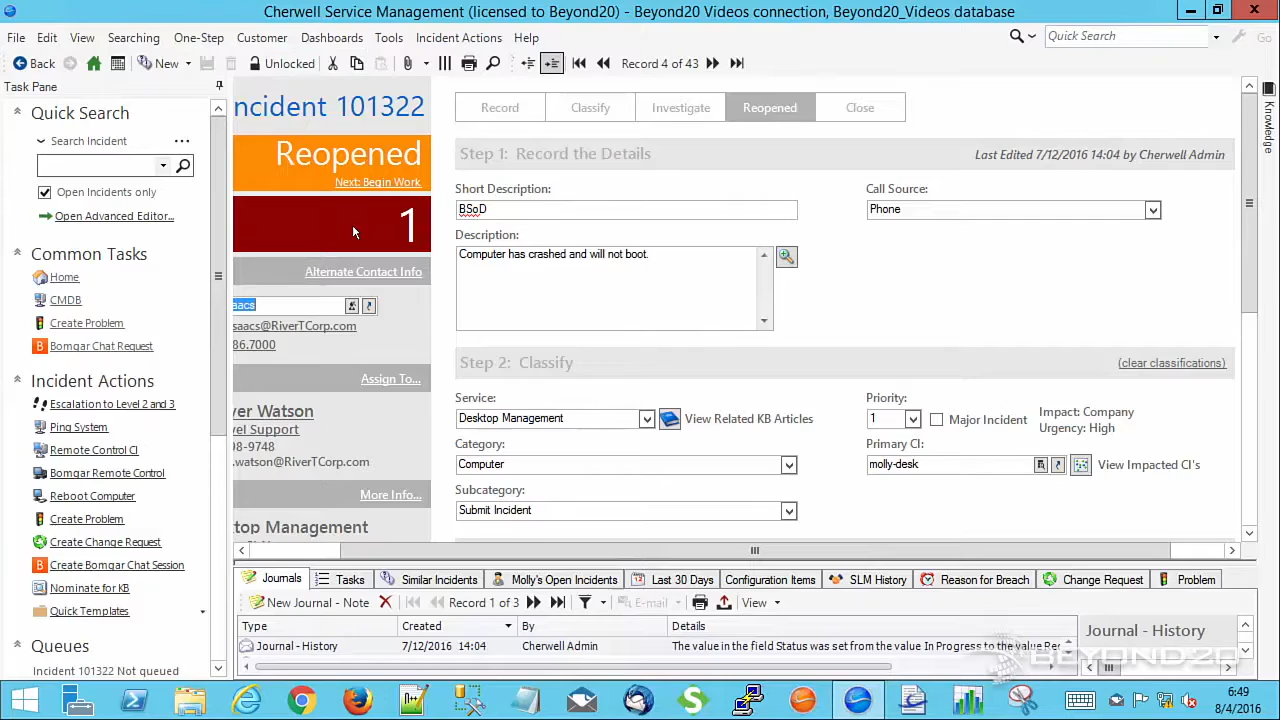 Cherwell Service Management (licensed to Beyond20) - Beyond20 Videos connection, Beyond20_Videos database
File Edit View Searching One-Step Customer Dashboards Tools Incident Actions Help
Quick Search Go
Back New Unlocked Record 4 of 43
Task Pane
Quick Search
Search Incident
Open Incidents only
Open Advanced Editor...
Common Tasks
Home
CMDB
Create Problem
Bomgar Chat Request
Incident Actions
Escalation to Level 2 and 3
Ping System
Remote Control CI
Bomgar Remote Control
Reboot Computer
Create Problem
Create Change Request
Create Bomgar Chat Session
Nominate for KB
Quick Templates
Queues
Incident 101322 Not queued
ncident 101322
Reopened
Next: Begin Work
1
Alternate Contact Info
aacs
saacs@RiverTCorp.com
86.7000
Assign To...
ver Watson
vel Support
98-9748
.watson@RiverTCorp.com
More Info...
top Management
Record Classify Investigate Reopened Close
Step 1: Record the Details
Last Edited 7/12/2016 14:04 by Cherwell Admin
Short Description:
BSoD
Call Source:
Phone
Description:
Computer has crashed and will not boot.
Step 2: Classify
(clear classifications)
Service:
Desktop Management
View Related KB Articles
Category:
Computer
Subcategory:
Submit Incident
Priority:
1
Major Incident
Impact: Company
Urgency: High
Primary CI:
molly-desk
View Impacted CI's
Knowledge
Journals Tasks Similar Incidents Molly's Open Incidents Last 30 Days Configuration Items SLM History Reason for Breach Change Request Problem
New Journal - Note Record 1 of 3 E-mail View
Type Created By Details
Journal - History 7/12/2016 14:04 Cherwell Admin The value in the field Status was set from the value In Progress to the value Re
Journal - History
BEYOND20
6:49
8/4/2016